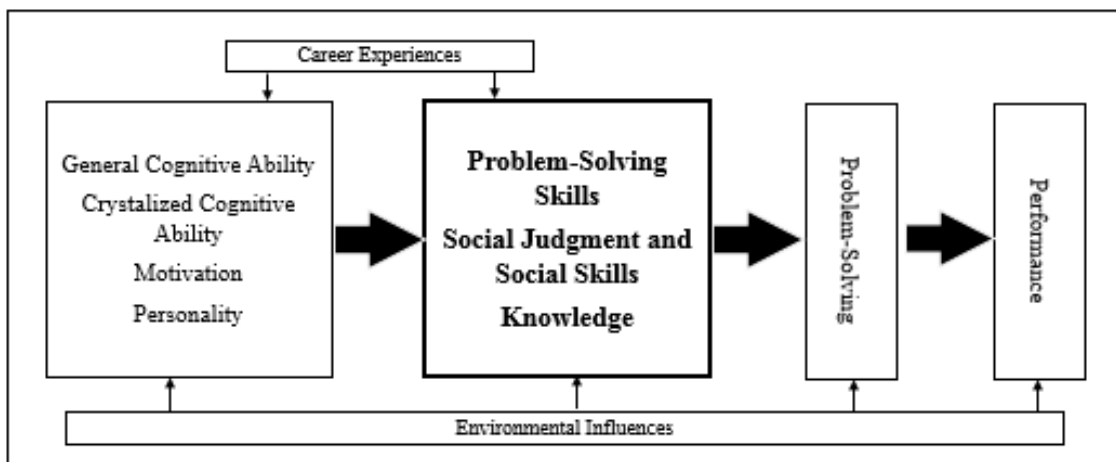 Career Experiences
General Cognitive Ability
Crystalized Cognitive
Ability
Motivation
Personality
Problem-Solving
Skills
Social Judgment and
Social Skills
Knowledge
Problem-Solving
Performance
Environmental Influences